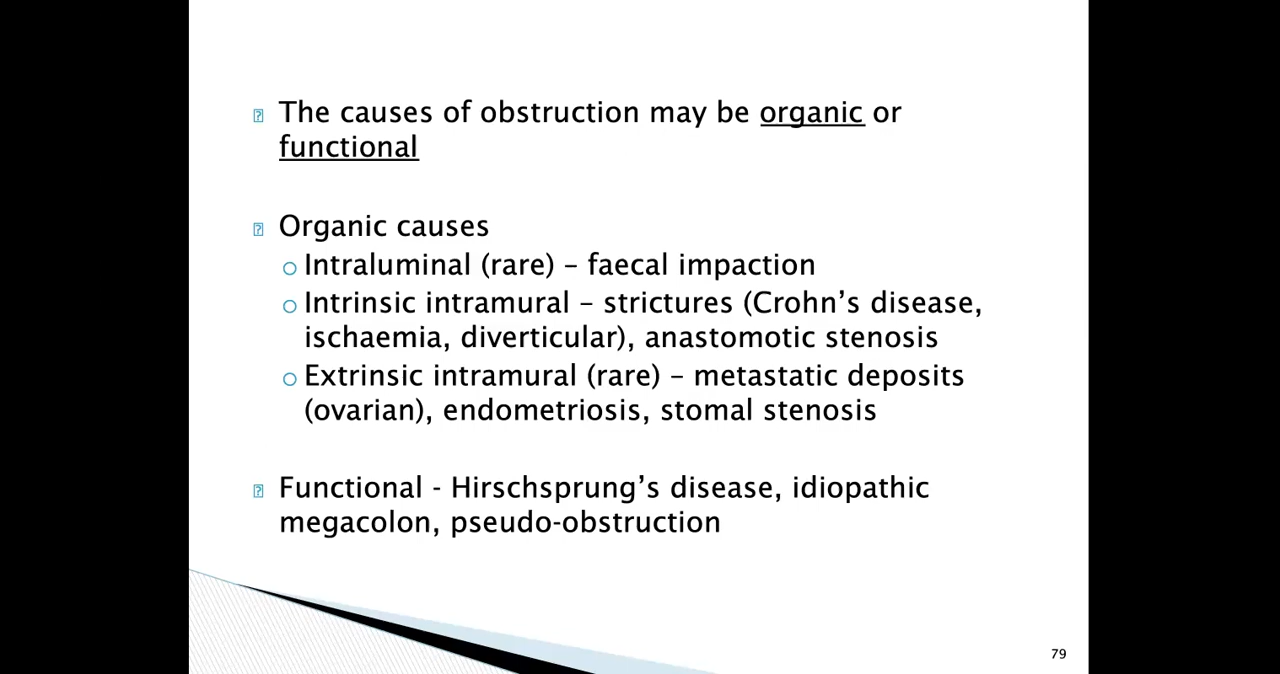 The causes of obstruction may be organic or
functional
Organic causes
Intraluminal (rare) – faecal impaction
Intrinsic intramural – strictures (Crohn’s disease,
ischaemia, diverticular), anastomotic stenosis
Extrinsic intramural (rare) – metastatic deposits
(ovarian), endometriosis, stomal stenosis
Functional - Hirschsprung’s disease, idiopathic
megacolon, pseudo-obstruction
79